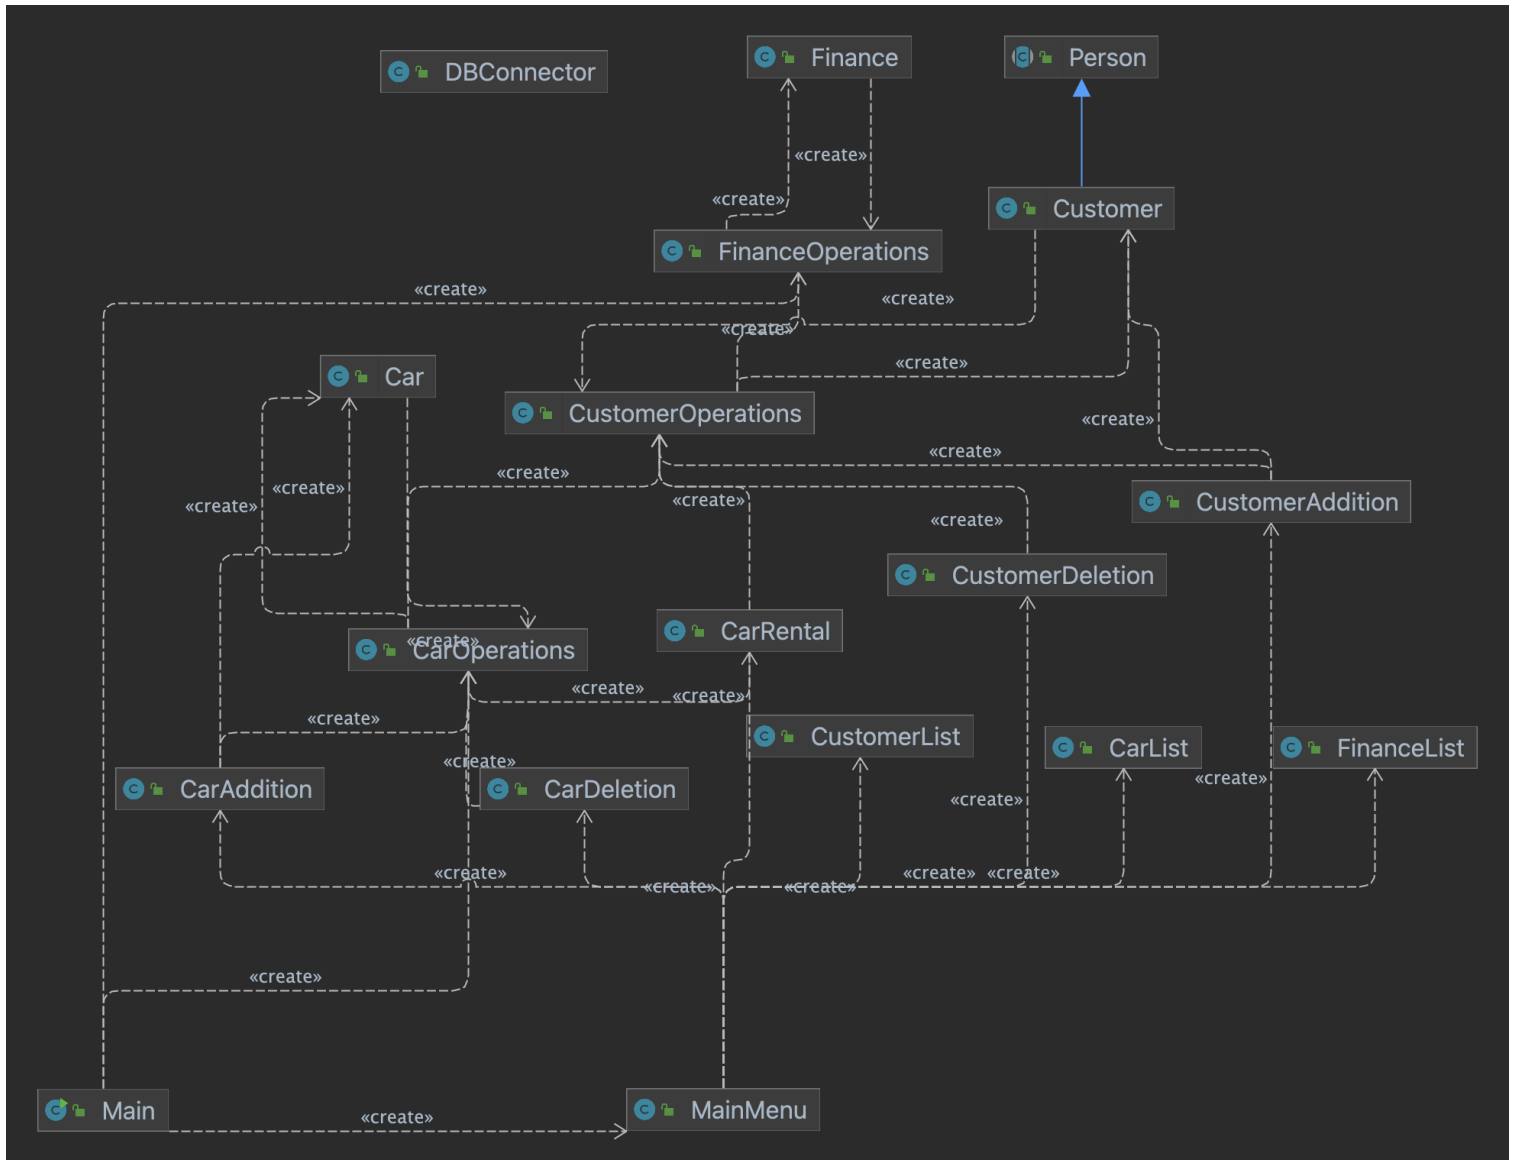 Finance
Person
DBConnector
«create»
«create»
Customer
FinanceOperations
«create»
«create»
«create»
«create»
Car
CustomerOperations
«create»
«create»
«create»
«create»
«create»
«create»
CustomerAddition
«create»
CustomerDeletion
CarRental
«create»
CarOperations
«create»
«create»
«create»
CustomerList
CarList
FinanceList
«create»
«create»
CarAddition
CarDeletion
«create»
«create»
«create»
«create»
«create»
«create»
«create»
Main
MainMenu
«create»